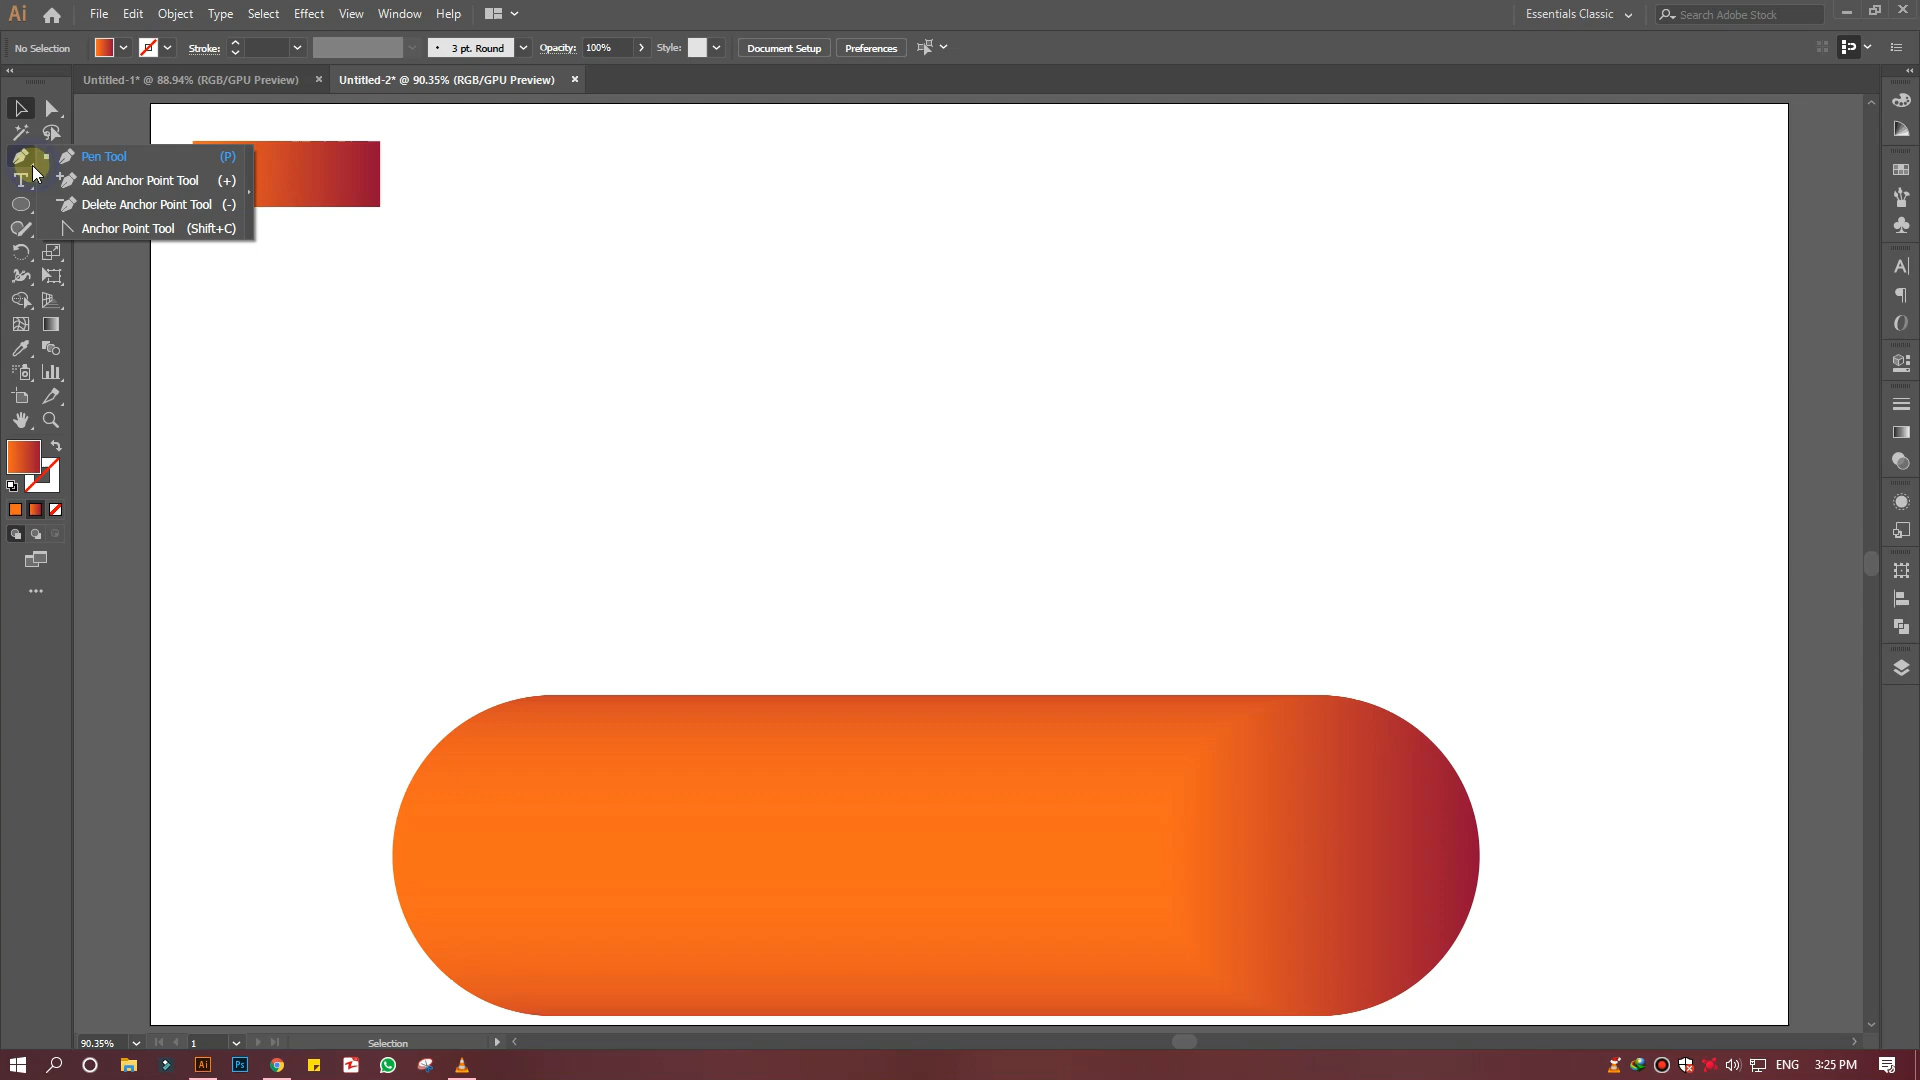 Ai File Edit Object Type Select Effect View Window Help Essentials Classic Search Adobe Stock
No Selection Stroke: 3 pt. Round Opacity: 100% Style: Document Setup Preferences
Untitled-1* @ 88.94% (RGB/GPU Preview) Untitled-2* @ 90.35% (RGB/GPU Preview)
Pen Tool (P)
Add Anchor Point Tool (+)
Delete Anchor Point Tool (-)
Anchor Point Tool (Shift+C)
90.35% 1 Selection
Ai Ps ENG 3:25 PM